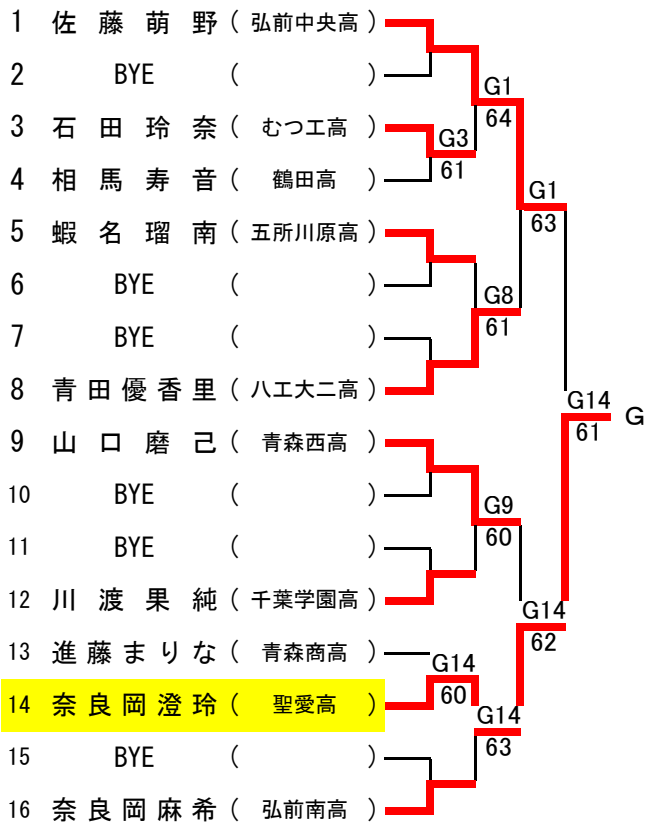 1 佐藤萌野 ( 弘前中央高 )
2 BYE ( )
G1
64
3 石田玲奈 ( むつ工高 )
G3
61
4 相馬寿音 ( 鶴田高 )
G1
63
5 蝦名瑠南 ( 五所川原高 )
6 BYE ( )
G8
61
7 BYE ( )
8 青田優香里 ( 八工大二高 )
G14
61
G
9 山口磨己 ( 青森西高 )
10 BYE ( )
G9
60
11 BYE ( )
12 川渡果純 ( 千葉学園高 )
G14
62
13 進藤まりな ( 青森商高 )
G14
60
14 奈良岡澄玲 ( 聖愛高 )
G14
63
15 BYE ( )
16 奈良岡麻希 ( 弘前南高 )